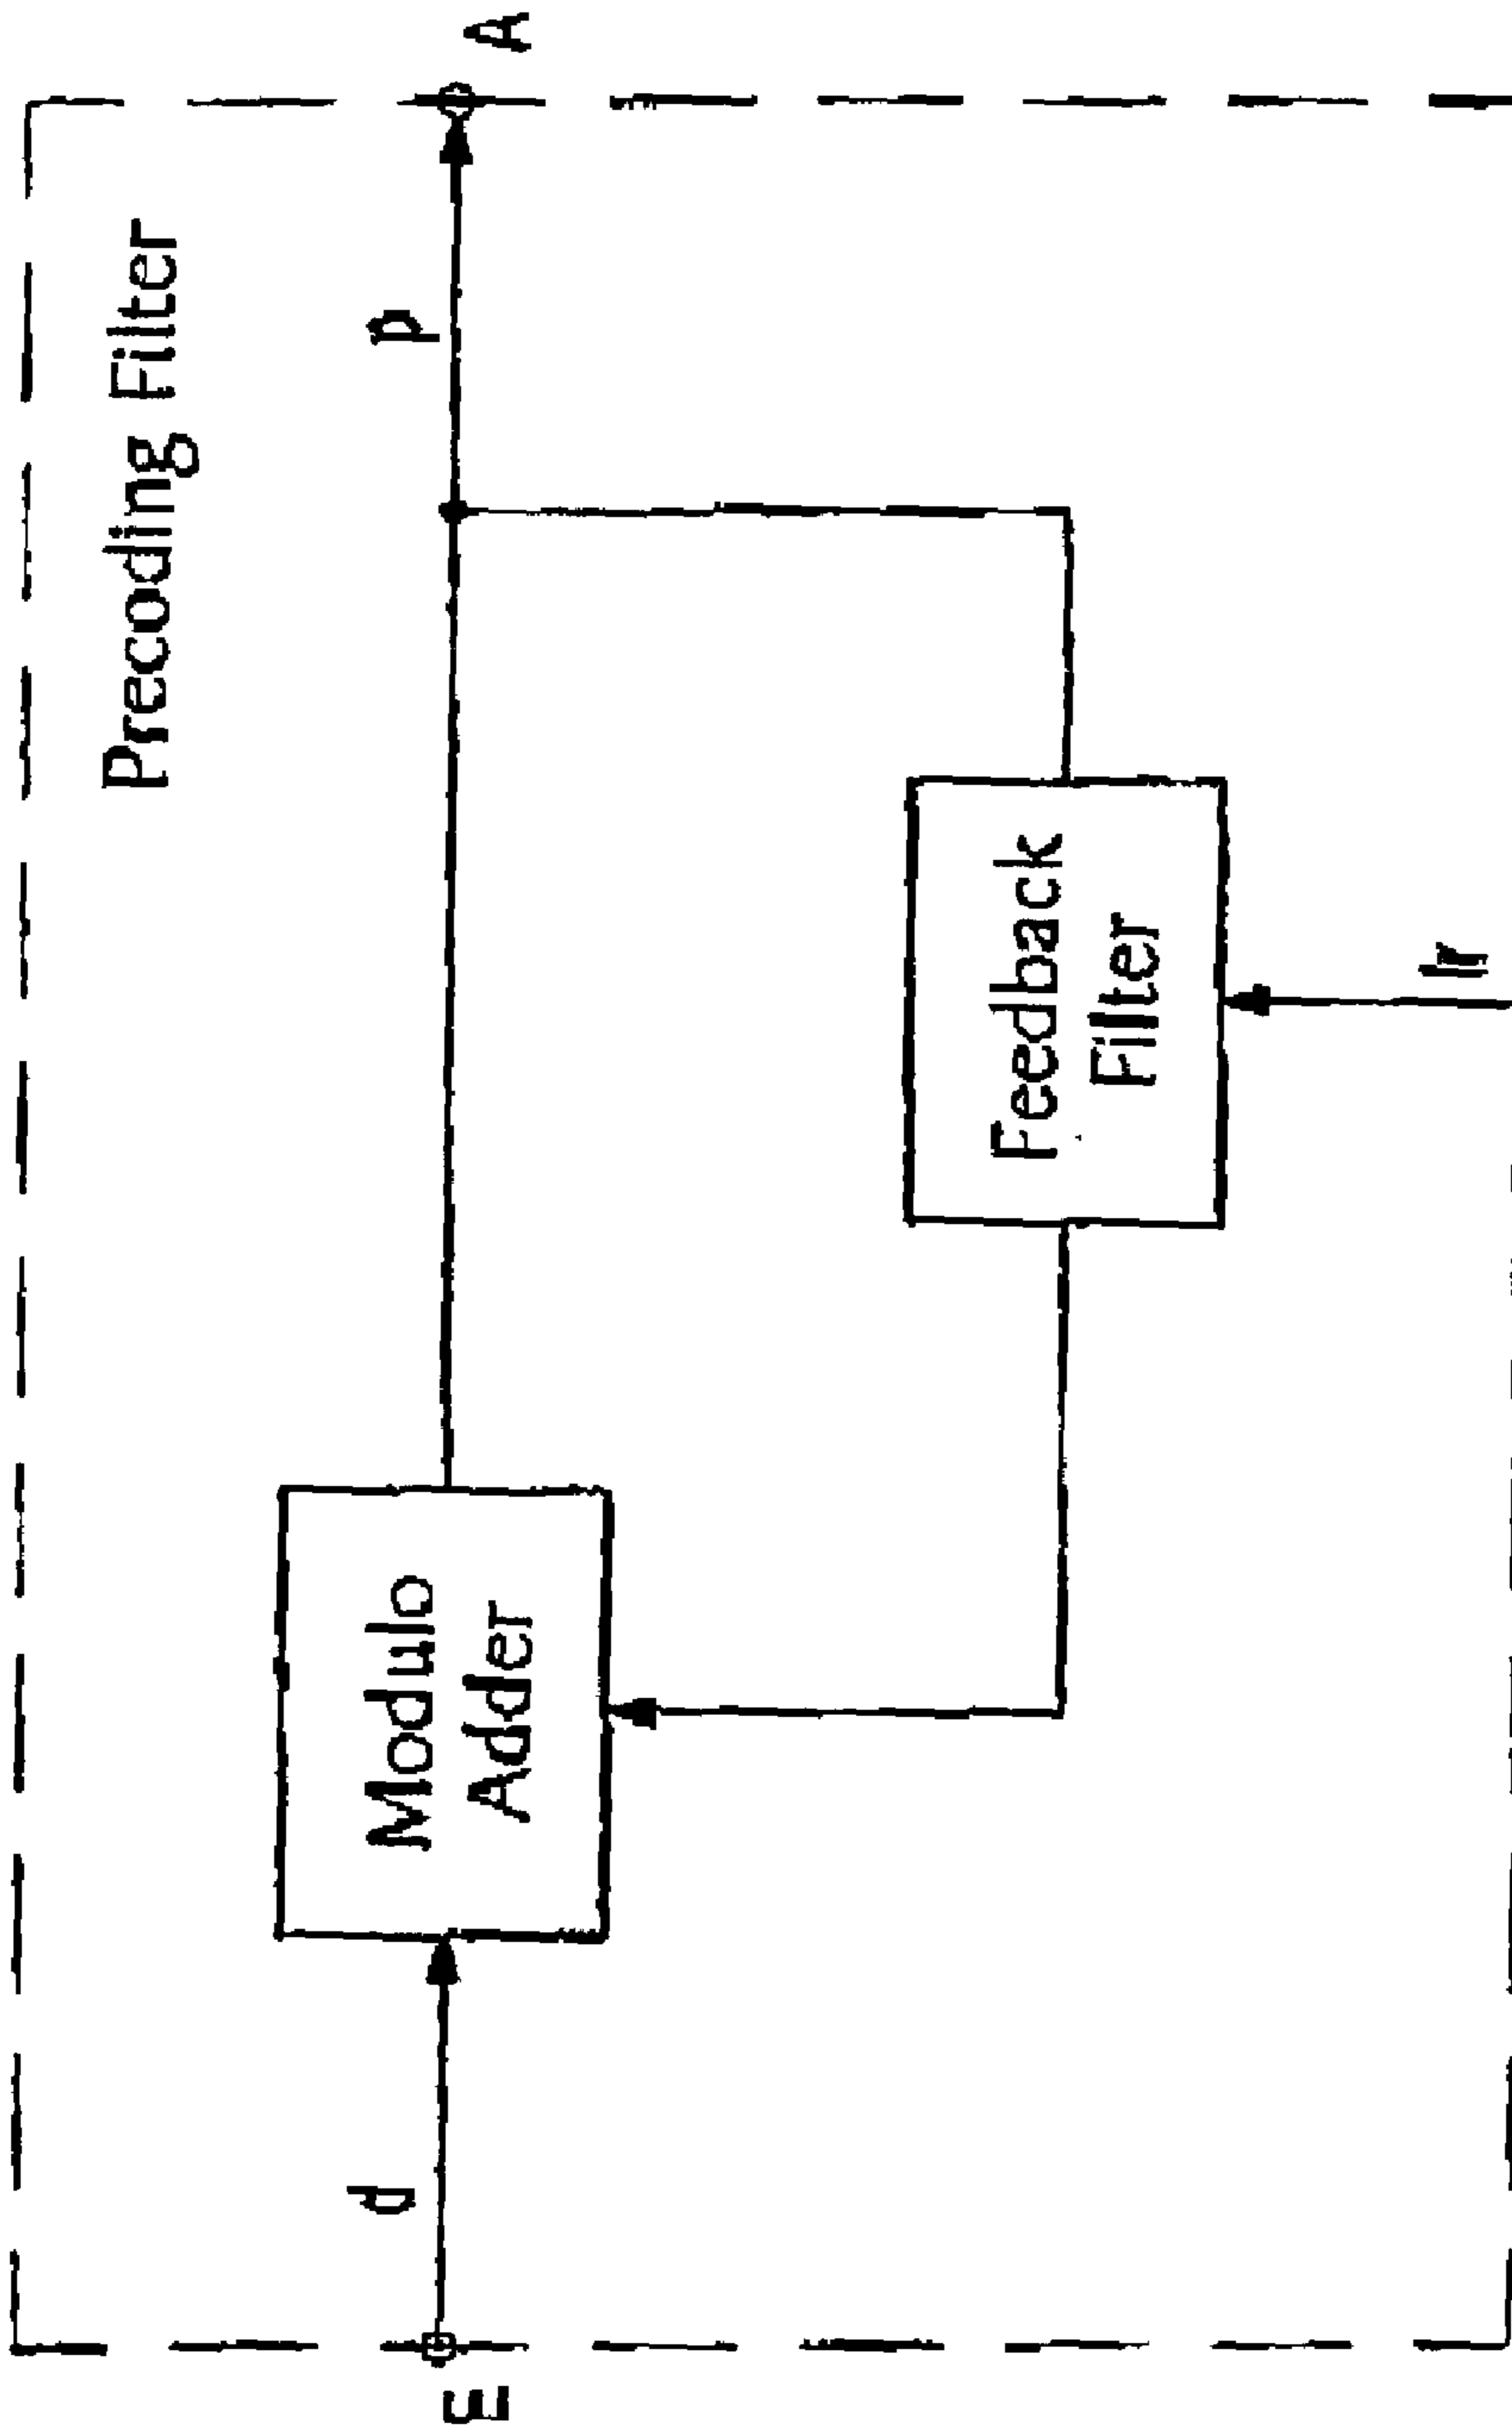 Precoding Filter
E
d
Modulo
Adder
p
A
Feedback
Filter